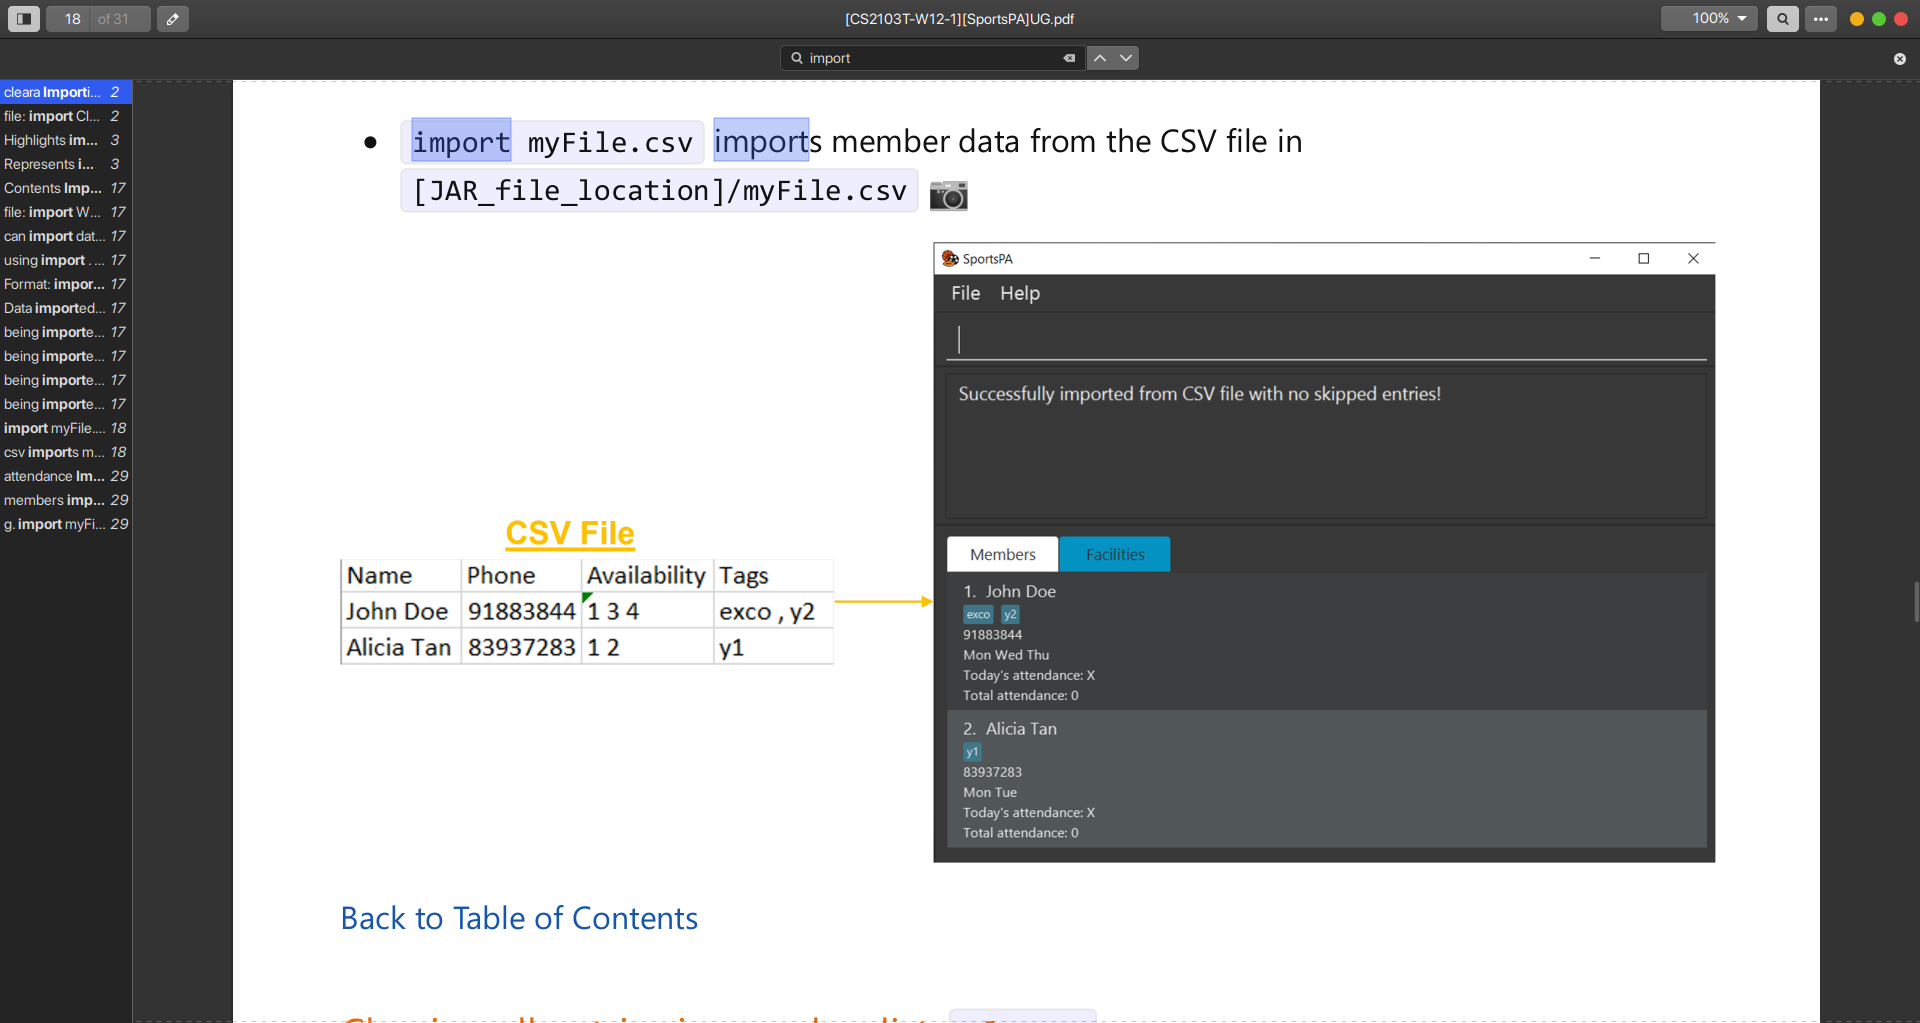 18 of 31
[CS2103T-W12-1][SportsPA]UG.pdf
100%
import
cleara Importi... 2
file: import Cl... 2
Highlights im... 3
Represents i... 3
Contents Imp... 17
file: import W... 17
can import dat... 17
using import . ... 17
Format: impor... 17
Data imported... 17
being importe... 17
being importe... 17
being importe... 17
being importe... 17
import myFile.... 18
csv imports m... 18
attendance Im... 29
members imp... 29
g. import myFi... 29
import myFile.csv imports member data from the CSV file in
[JAR_file_location]/myFile.csv
CSV File
Name Phone Availability Tags
John Doe 91883844 1 3 4 exco , y2
Alicia Tan 83937283 1 2 y1
SportsPA
File Help
Successfully imported from CSV file with no skipped entries!
Members Facilities
1. John Doe
exco y2
91883844
Mon Wed Thu
Today's attendance: X
Total attendance: 0
2. Alicia Tan
y1
83937283
Mon Tue
Today's attendance: X
Total attendance: 0
Back to Table of Contents